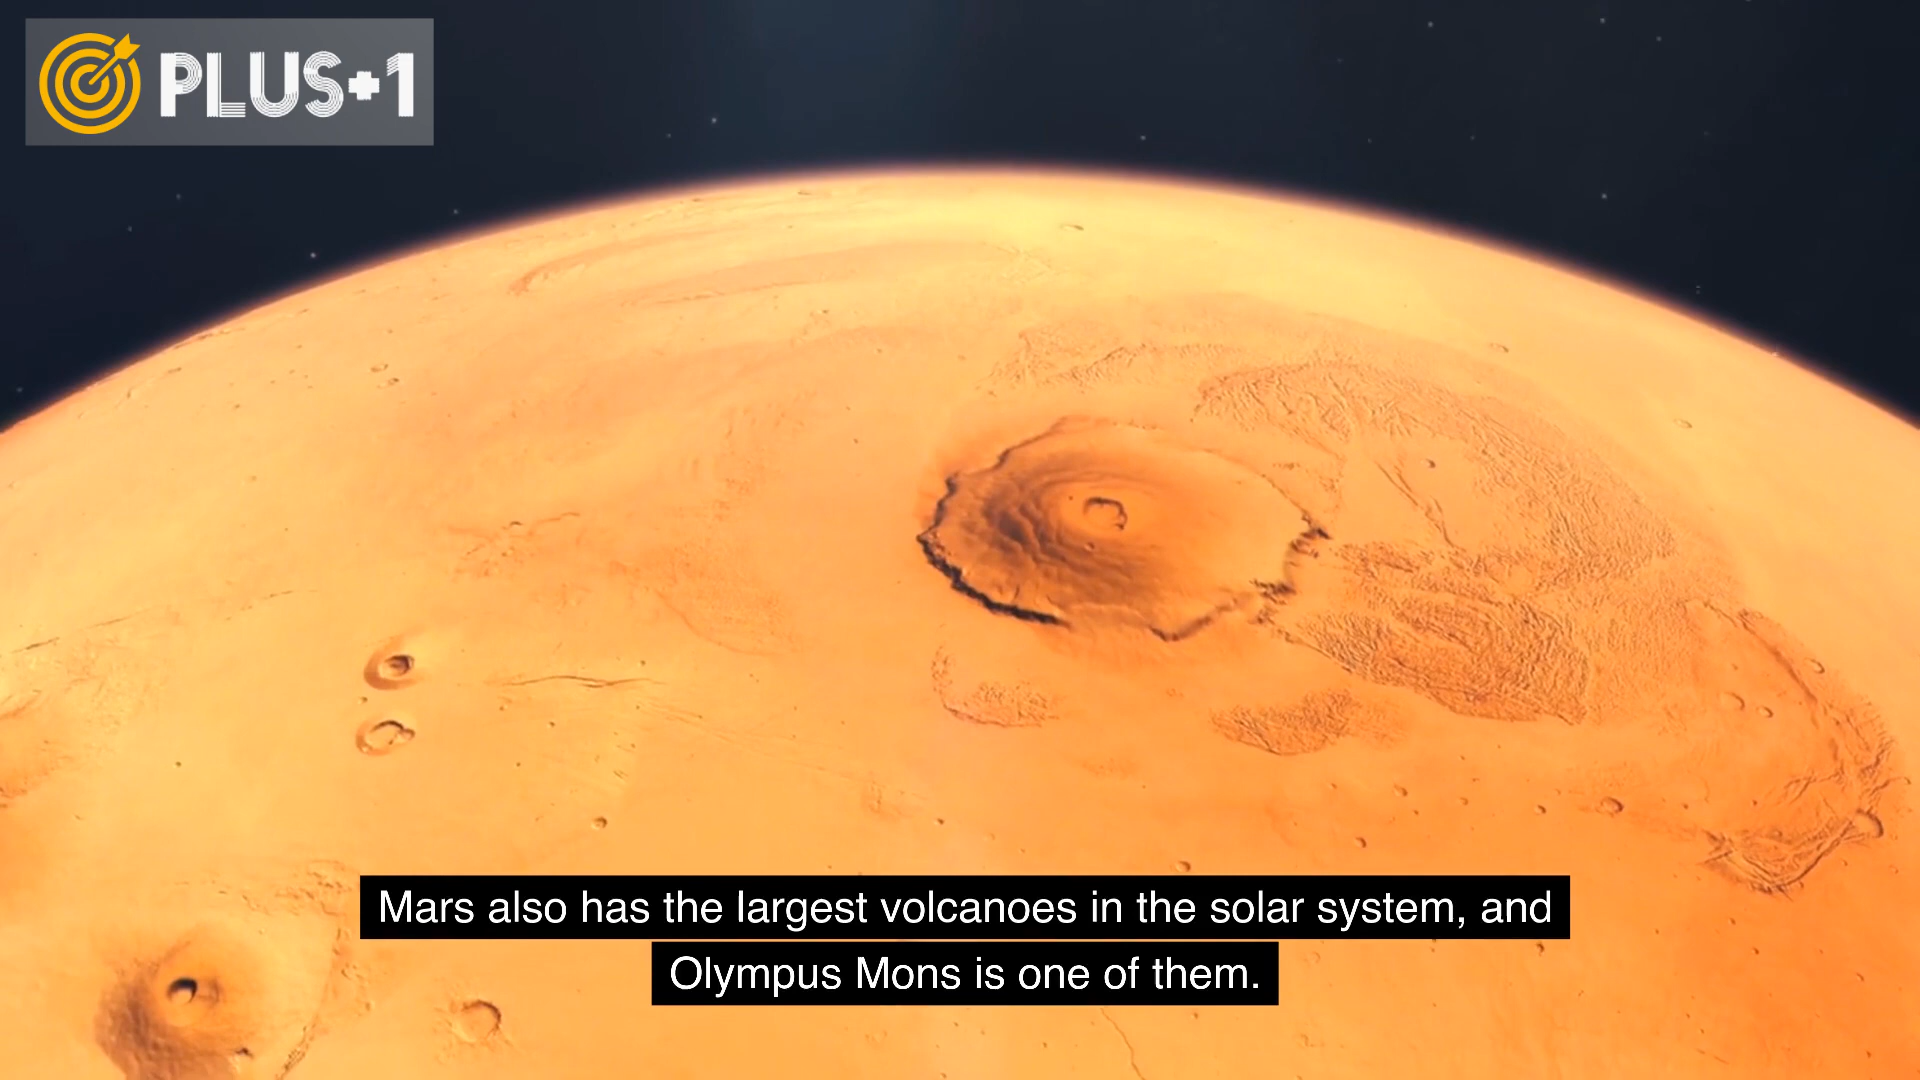 PLUS+1
Mars also has the largest volcanoes in the solar system, and
Olympus Mons is one of them.